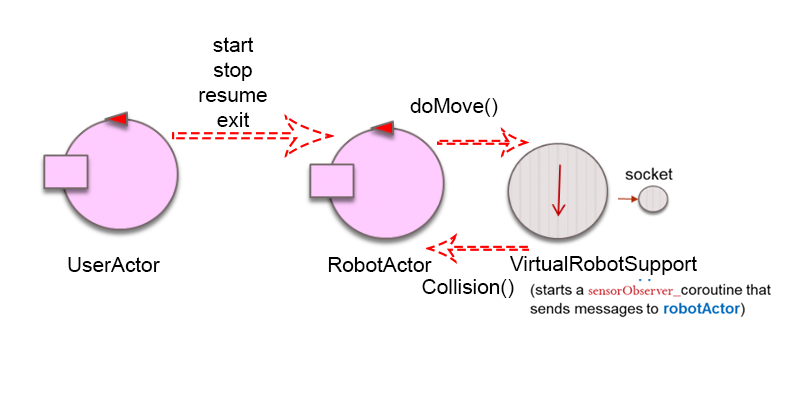 start
stop
resume
exit
doMove()
socket
UserActor
RobotActor
VirtualRobotSupport
Collision()
(starts a sensorObserver_coroutine that
sends messages to robotActor)